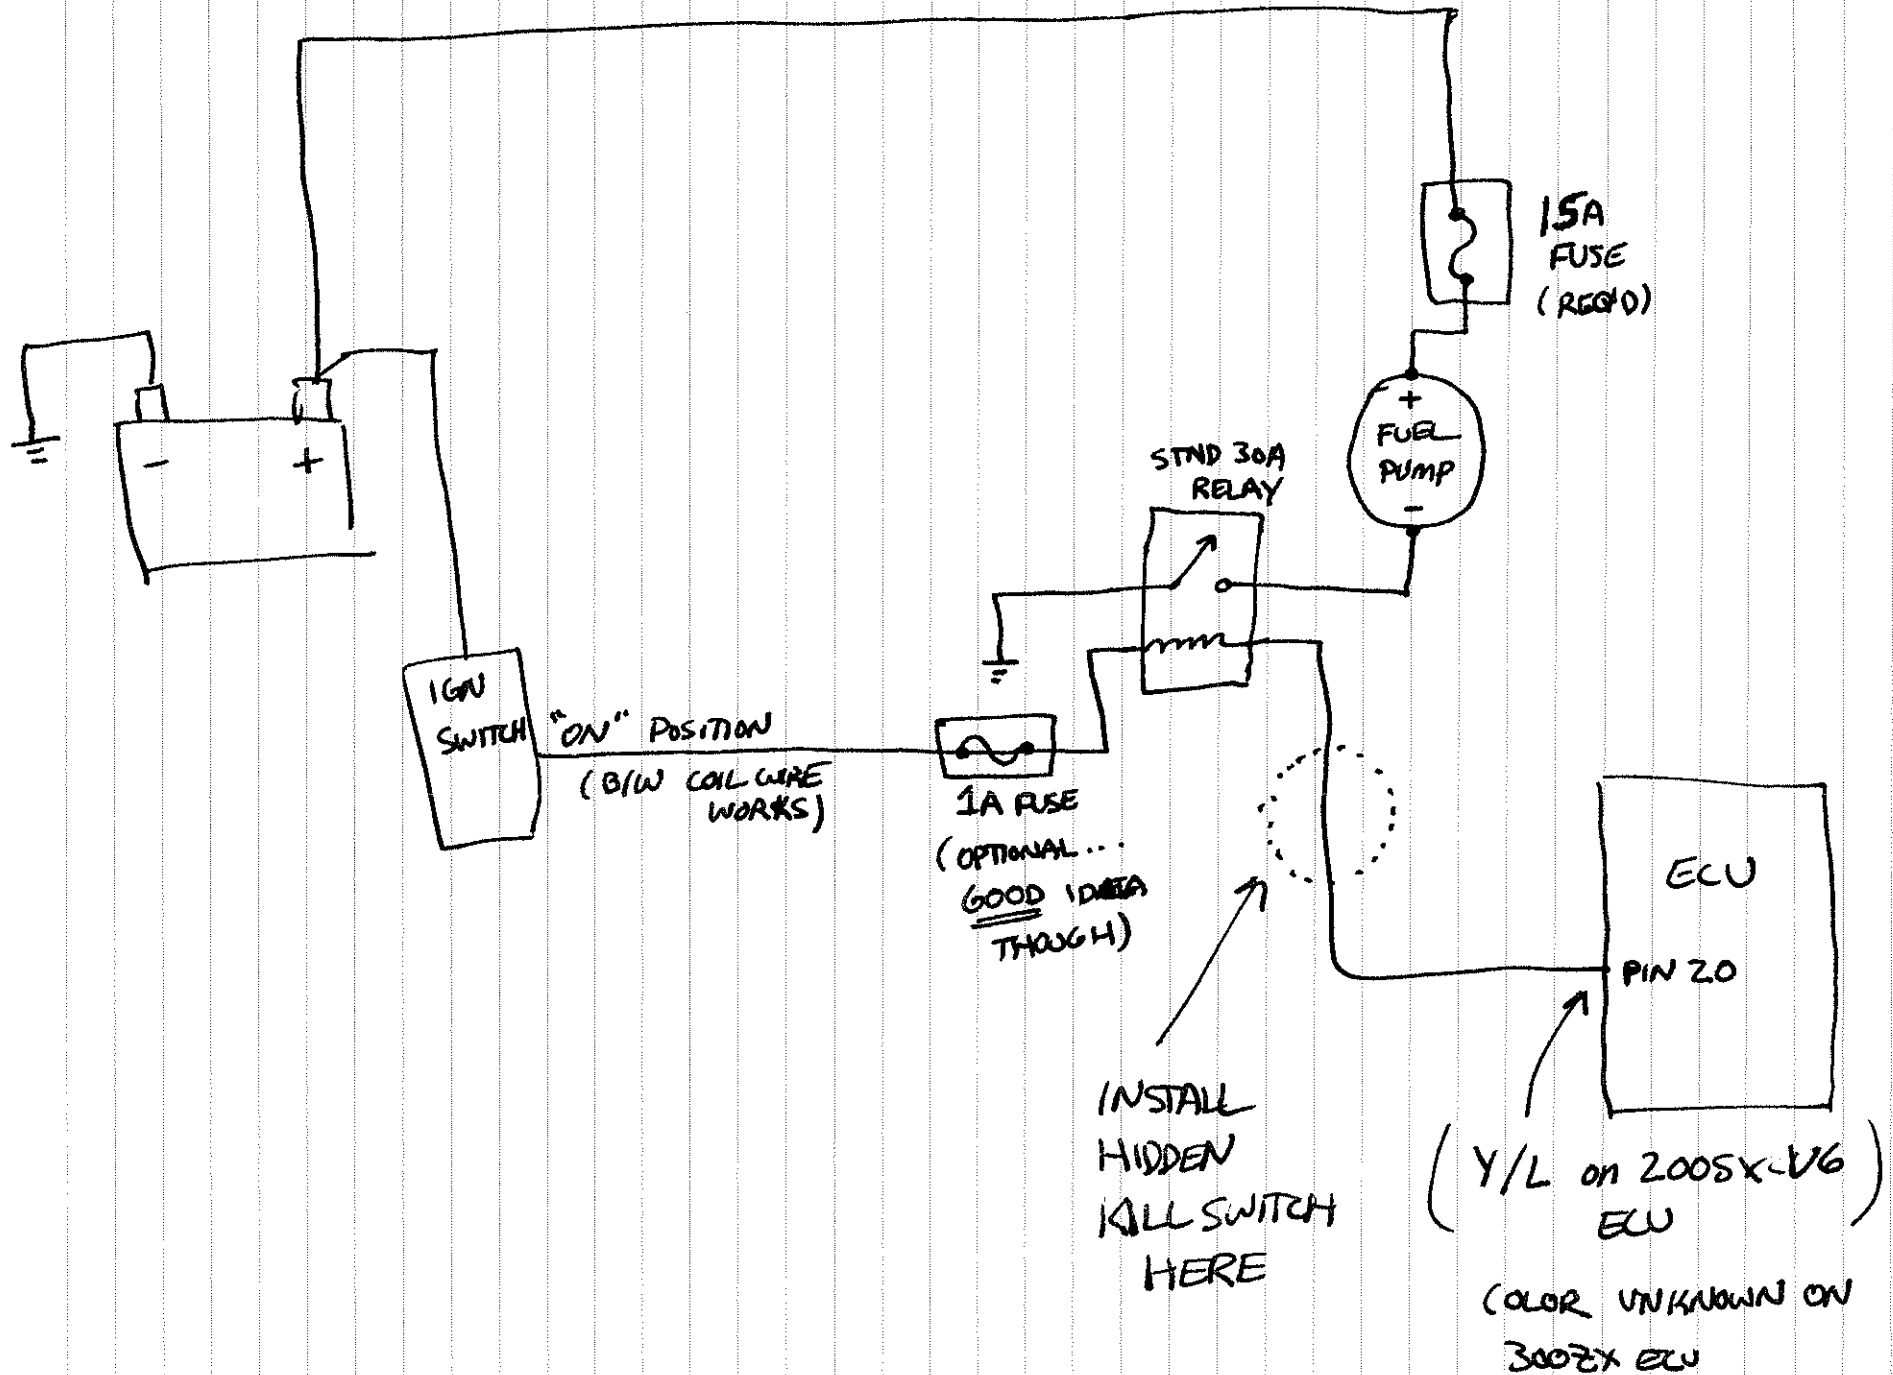 15A
FUSE
(REQ'D)
+
FUEL
PUMP
-
STND 30A
RELAY
- +
IGN
SWITCH
"ON" POSITION
(B/W COIL WIRE
WORKS)
1A FUSE
(OPTIONAL...
GOOD IDEA
THOUGH)
ECU
PIN 20
INSTALL
HIDDEN
KILL SWITCH
HERE
(Y/L on 200SX-V6)
ECU
COLOR UNKNOWN ON
300ZX ECU